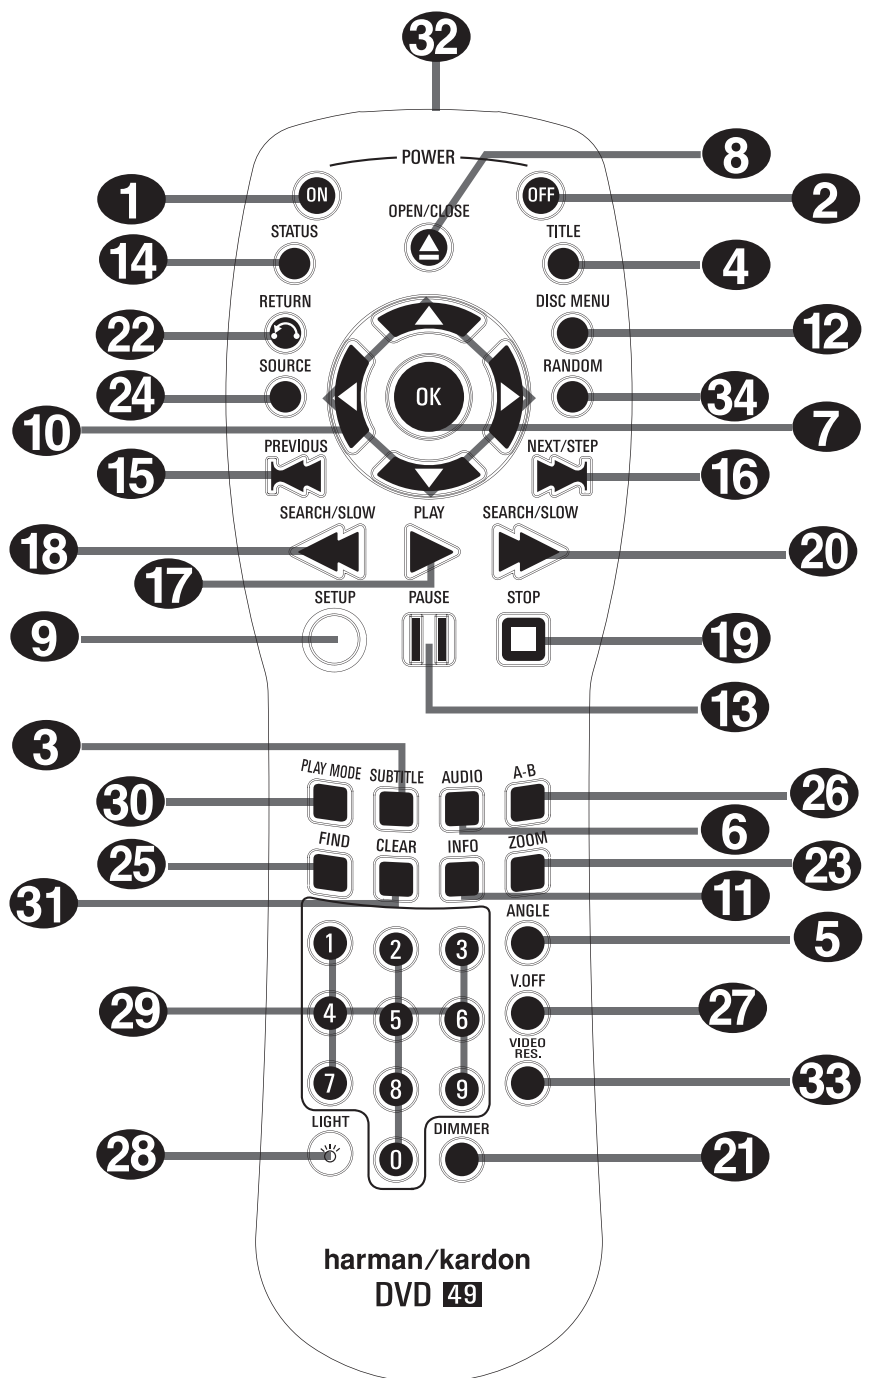 32
POWER
8
1
ON
OFF
2
OPEN/CLOSE
STATUS
TITLE
14
4
RETURN
DISC MENU
22
12
SOURCE
RANDOM
24
OK
34
10
7
PREVIOUS
NEXT/STEP
15
16
SEARCH/SLOW
PLAY
SEARCH/SLOW
18
20
17
SETUP
PAUSE
STOP
9
19
13
3
PLAY MODE
SUBTITLE
AUDIO
A-B
30
26
6
FIND
CLEAR
INFO
ZOOM
25
23
31
11
ANGLE
1
2
3
5
V.OFF
29
4
5
6
27
VIDEO
RES.
7
8
9
33
LIGHT
DIMMER
28
0
21
harman/kardon
DVD 49